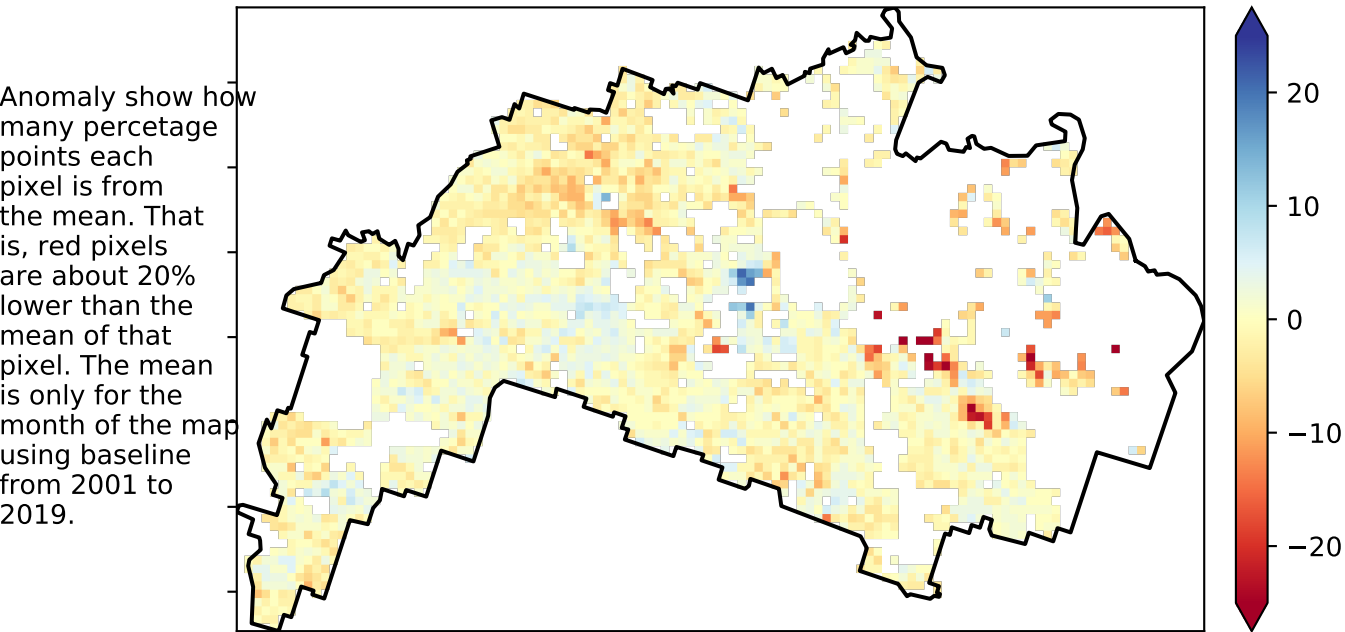 Anomaly show how
many percetage
points each
pixel is from
the mean. That
is, red pixels
are about 20%
lower than the
mean of that
pixel. The mean
is only for the
month of the map
using baseline
from 2001 to
2019.
20
10
0
−10
−20